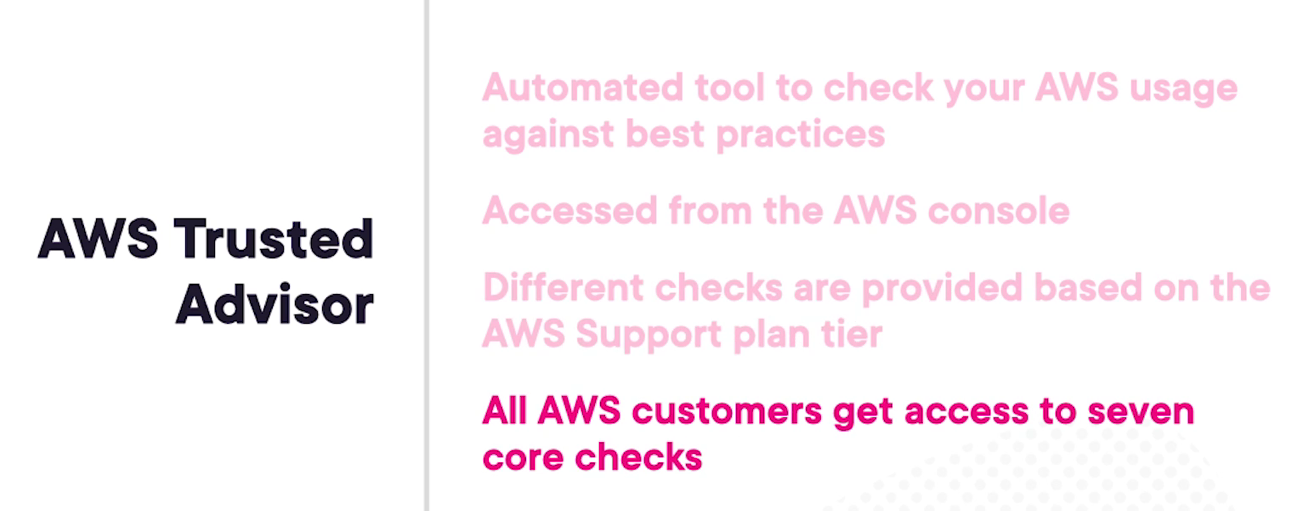 AWS Trusted
Advisor
Automated tool to check your AWS usage
against best practices
Accessed from the AWS console
Different checks are provided based on the
AWS Support plan tier
All AWS customers get access to seven
core checks